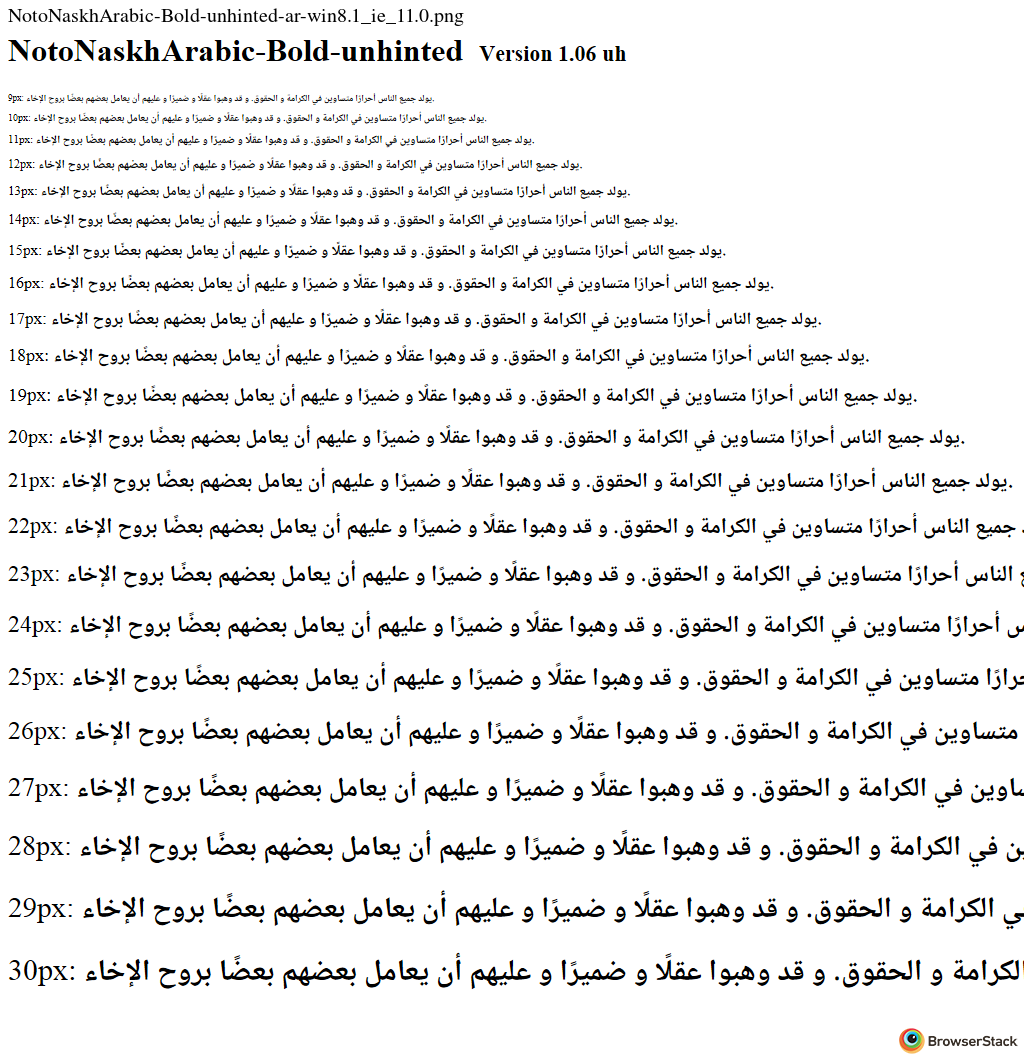 NotoNaskhArabic-Bold-unhinted-ar-win8.1_ie_11.0.png
NotoNaskhArabic-Bold-unhinted Version 1.06 uh
9px: يولد جميع الناس أحرارًا متساوين في الكرامة و الحقوق. و قد وهبوا عقلًا و ضميرًا و عليهم أن يعامل بعضهم بعضًا بروح الإخاء.
10px: يولد جميع الناس أحرارًا متساوين في الكرامة و الحقوق. و قد وهبوا عقلًا و ضميرًا و عليهم أن يعامل بعضهم بعضًا بروح الإخاء.
11px: يولد جميع الناس أحرارًا متساوين في الكرامة و الحقوق. و قد وهبوا عقلًا و ضميرًا و عليهم أن يعامل بعضهم بعضًا بروح الإخاء.
12px: يولد جميع الناس أحرارًا متساوين في الكرامة و الحقوق. و قد وهبوا عقلًا و ضميرًا و عليهم أن يعامل بعضهم بعضًا بروح الإخاء.
13px: يولد جميع الناس أحرارًا متساوين في الكرامة و الحقوق. و قد وهبوا عقلًا و ضميرًا و عليهم أن يعامل بعضهم بعضًا بروح الإخاء.
14px: يولد جميع الناس أحرارًا متساوين في الكرامة و الحقوق. و قد وهبوا عقلًا و ضميرًا و عليهم أن يعامل بعضهم بعضًا بروح الإخاء.
15px: يولد جميع الناس أحرارًا متساوين في الكرامة و الحقوق. و قد وهبوا عقلًا و ضميرًا و عليهم أن يعامل بعضهم بعضًا بروح الإخاء.
16px: يولد جميع الناس أحرارًا متساوين في الكرامة و الحقوق. و قد وهبوا عقلًا و ضميرًا و عليهم أن يعامل بعضهم بعضًا بروح الإخاء.
17px: يولد جميع الناس أحرارًا متساوين في الكرامة و الحقوق. و قد وهبوا عقلًا و ضميرًا و عليهم أن يعامل بعضهم بعضًا بروح الإخاء.
18px: يولد جميع الناس أحرارًا متساوين في الكرامة و الحقوق. و قد وهبوا عقلًا و ضميرًا و عليهم أن يعامل بعضهم بعضًا بروح الإخاء.
19px: يولد جميع الناس أحرارًا متساوين في الكرامة و الحقوق. و قد وهبوا عقلًا و ضميرًا و عليهم أن يعامل بعضهم بعضًا بروح الإخاء.
20px: يولد جميع الناس أحرارًا متساوين في الكرامة و الحقوق. و قد وهبوا عقلًا و ضميرًا و عليهم أن يعامل بعضهم بعضًا بروح الإخاء.
21px: يولد جميع الناس أحرارًا متساوين في الكرامة و الحقوق. و قد وهبوا عقلًا و ضميرًا و عليهم أن يعامل بعضهم بعضًا بروح الإخاء.
22px: جميع الناس أحرارًا متساوين في الكرامة و الحقوق. و قد وهبوا عقلًا و ضميرًا و عليهم أن يعامل بعضهم بعضًا بروح الإخاء
23px: الناس أحرارًا متساوين في الكرامة و الحقوق. و قد وهبوا عقلًا و ضميرًا و عليهم أن يعامل بعضهم بعضًا بروح الإخاء
24px: أحرارًا متساوين في الكرامة و الحقوق. و قد وهبوا عقلًا و ضميرًا و عليهم أن يعامل بعضهم بعضًا بروح الإخاء
25px: حرارًا متساوين في الكرامة و الحقوق. و قد وهبوا عقلًا و ضميرًا و عليهم أن يعامل بعضهم بعضًا بروح الإخاء
26px: متساوين في الكرامة و الحقوق. و قد وهبوا عقلًا و ضميرًا و عليهم أن يعامل بعضهم بعضًا بروح الإخاء
27px: ساوين في الكرامة و الحقوق. و قد وهبوا عقلًا و ضميرًا و عليهم أن يعامل بعضهم بعضًا بروح الإخاء
28px: ين في الكرامة و الحقوق. و قد وهبوا عقلًا و ضميرًا و عليهم أن يعامل بعضهم بعضًا بروح الإخاء
29px: ي الكرامة و الحقوق. و قد وهبوا عقلًا و ضميرًا و عليهم أن يعامل بعضهم بعضًا بروح الإخاء
30px: لكرامة و الحقوق. و قد وهبوا عقلًا و ضميرًا و عليهم أن يعامل بعضهم بعضًا بروح الإخاء
BrowserStack